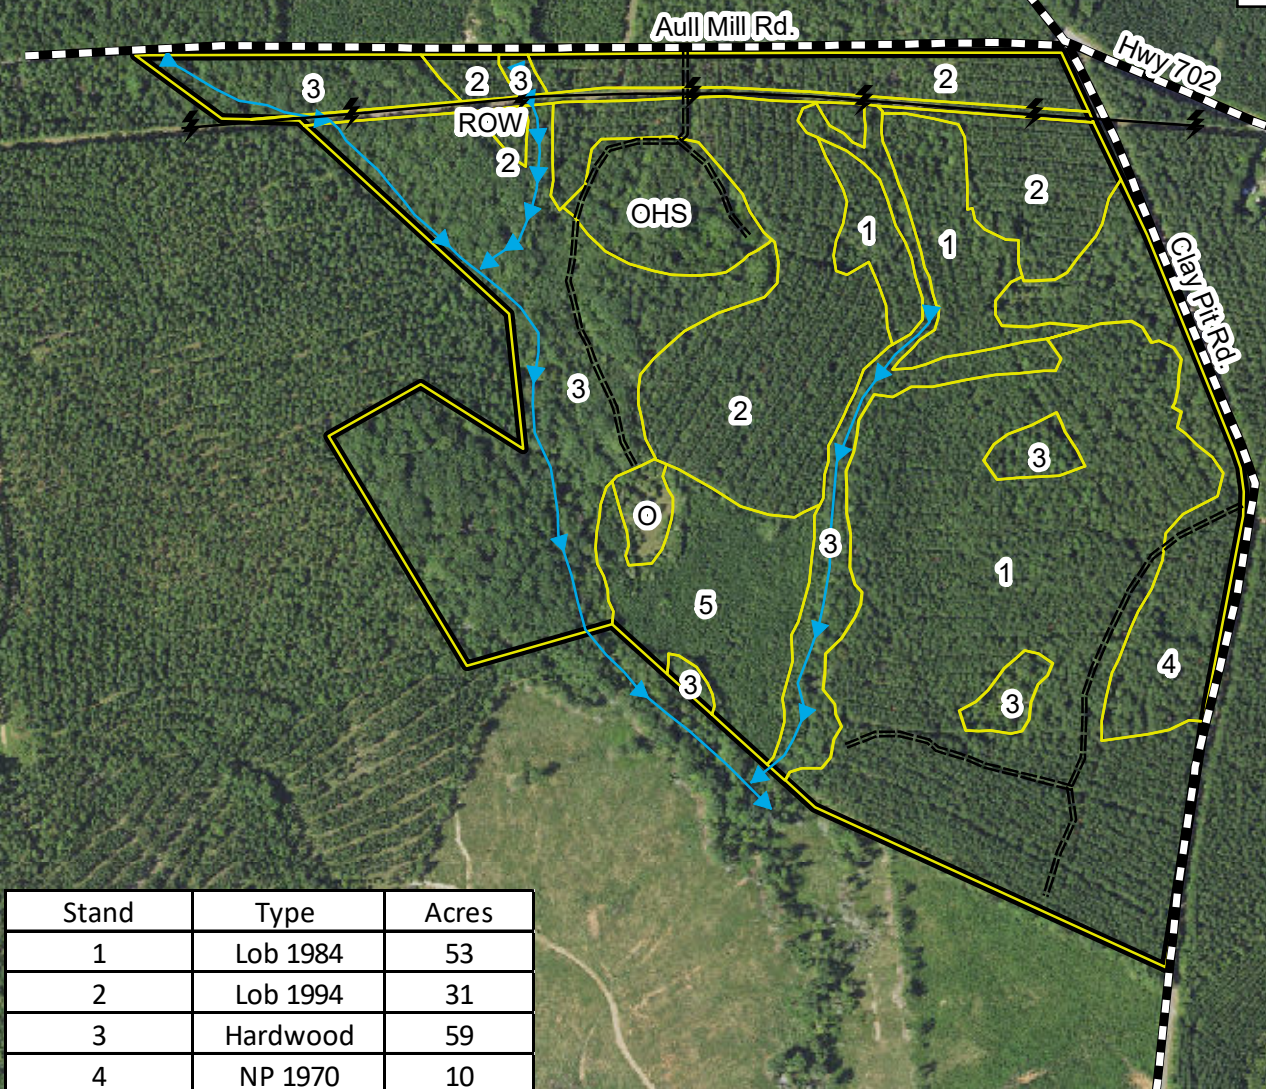 Aull Mill Rd.
Hwy 702
3
2
3
2
ROW
2
2
OHS
1
1
Clay Pit Rd.
3
2
3
O
3
1
5
4
3
3
Stand Type Acres
1 Lob 1984 53
2 Lob 1994 31
3 Hardwood 59
4 NP 1970 10